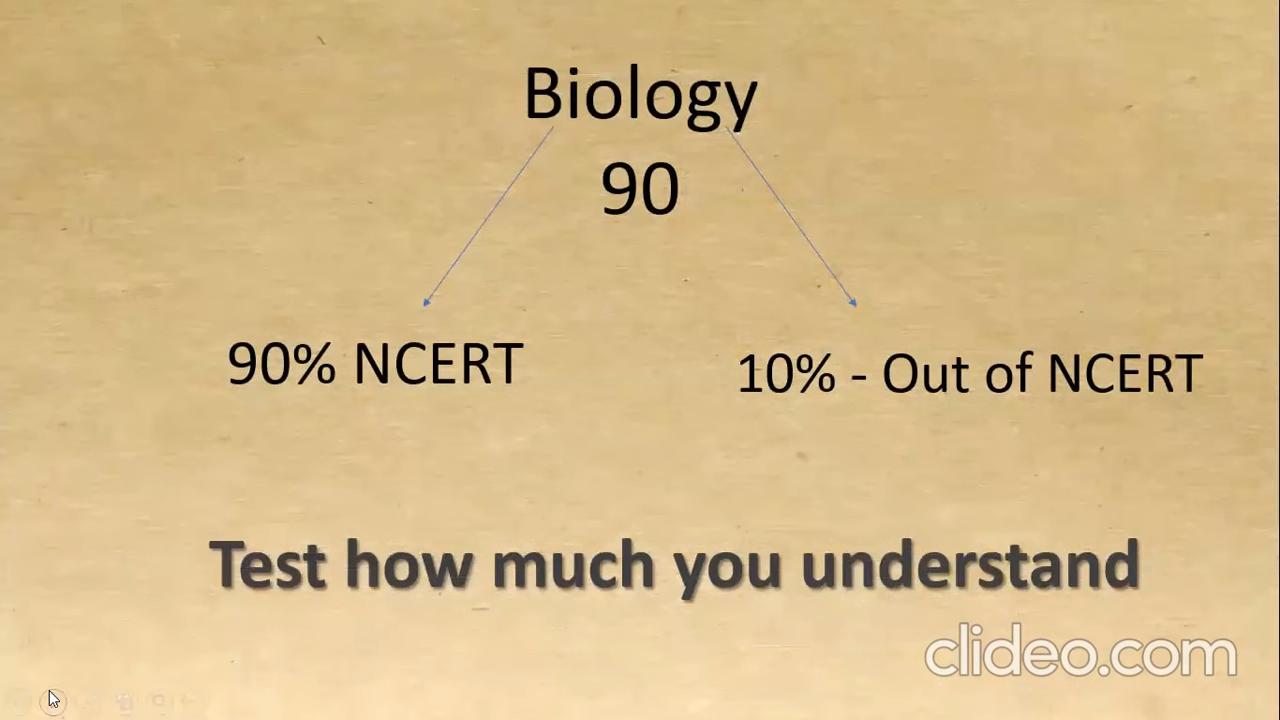 Biology
90
90% NCERT
10% - Out of NCERT
Test how much you understand
clideo.com